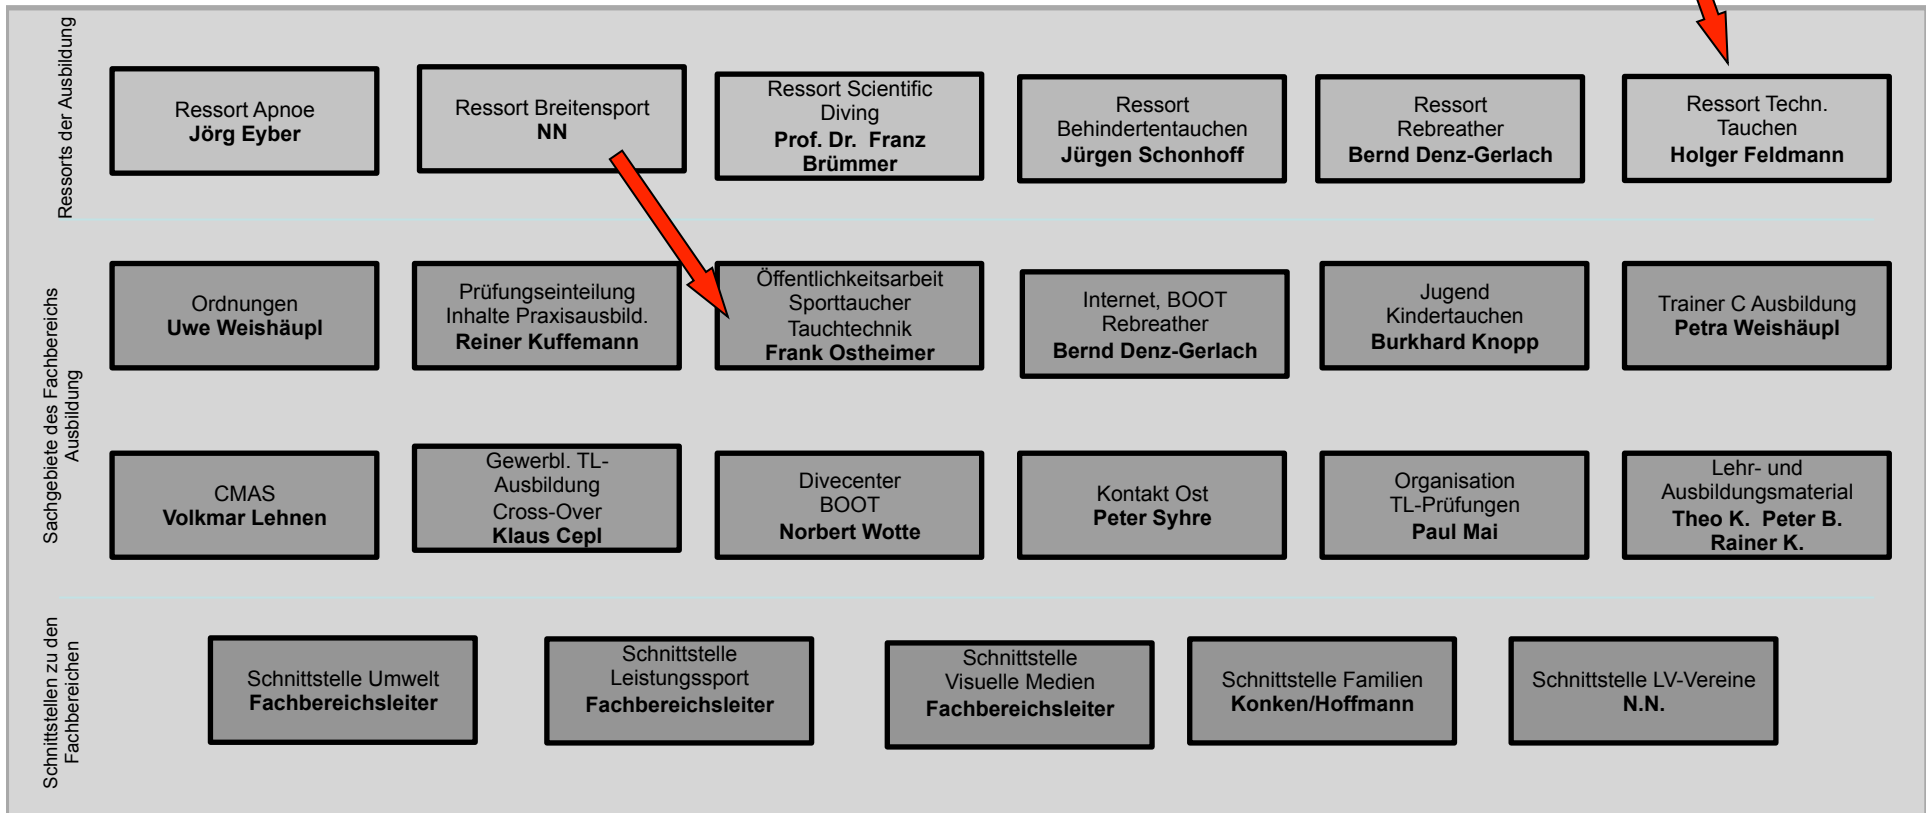 Ressorts der Ausbildung
Ressort Apnoe
Jörg Eyber
Ressort Breitensport
NN
Ressort Scientific
Diving
Prof. Dr. Franz
Brümmer
Ressort
Behindertentauchen
Jürgen Schonhoff
Ressort
Rebreather
Bernd Denz-Gerlach
Ressort Techn.
Tauchen
Holger Feldmann
Sachgebiete des Fachbereichs
Ausbildung
Ordnungen
Uwe Weishäupl
Prüfungseinteilung
Inhalte Praxisausbild.
Reiner Kuffemann
Öffentlichkeitsarbeit
Sporttaucher
Tauchtechnik
Frank Ostheimer
Internet, BOOT
Rebreather
Bernd Denz-Gerlach
Jugend
Kindertauchen
Burkhard Knopp
Trainer C Ausbildung
Petra Weishäupl
CMAS
Volkmar Lehnen
Gewerbl. TL-
Ausbildung
Cross-Over
Klaus Cepl
Divecenter
BOOT
Norbert Wotte
Kontakt Ost
Peter Syhre
Organisation
TL-Prüfungen
Paul Mai
Lehr- und
Ausbildungsmaterial
Theo K. Peter B.
Rainer K.
Schnittstellen zu den
Fachbereichen
Schnittstelle Umwelt
Fachbereichsleiter
Schnittstelle
Leistungssport
Fachbereichsleiter
Schnittstelle
Visuelle Medien
Fachbereichsleiter
Schnittstelle Familien
Konken/Hoffmann
Schnittstelle LV-Vereine
N.N.